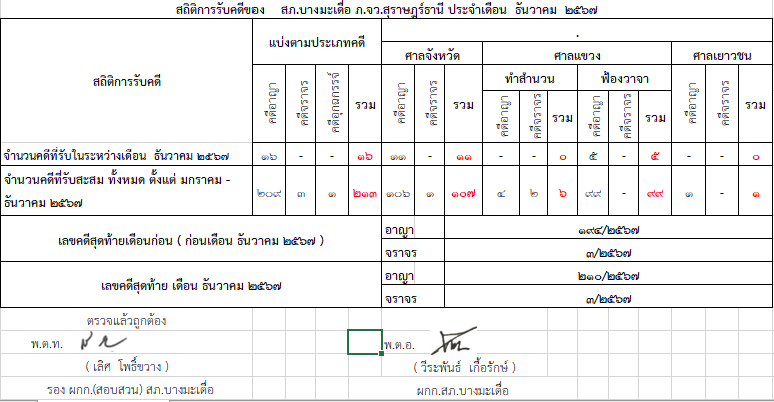 สถิติการรับคดีของ สภ.บางมะเดื่อ ภ.จว.สุราษฎร์ธานี ประจำเดือน ธันวาคม ๒๕๖๗
สถิติการรับคดี แบ่งตามประเภทคดี .
ศาลจังหวัด ศาลแขวง ศาลเยาวชน
ทำสำนวน ฟ้องวาจา
คดีอาญา คดีจราจร คดีอุกฤกรรจ์ รวม คดีอาญา คดีจราจร รวม คดีอาญา คดีจราจร รวม คดีอาญา คดีจราจร รวม คดีอาญา คดีจราจร รวม
จำนวนคดีที่รับในระหว่างเดือน ธันวาคม ๒๕๖๗ ๑๖ - - ๑๖ ๑๑ - ๑๑ - - ๐ ๕ - ๕ - - ๐
จำนวนคดีที่รับสะสม ทั้งหมด ตั้งแต่ มกราคม -
ธันวาคม ๒๕๖๗ ๒๐๙ ๓ ๑ ๒๑๓ ๑๐๖ ๑ ๑๐๗ ๔ ๒ ๖ ๙๙ - ๙๙ ๑ - ๑
เลขคดีสุดท้ายเดือนก่อน ( ก่อนเดือน ธันวาคม ๒๕๖๗ ) อาญา ๑๙๔/๒๕๖๗
จราจร ๓/๒๕๖๗
เลขคดีสุดท้าย เดือน ธันวาคม ๒๕๖๗ อาญา ๒๑๐/๒๕๖๗
จราจร ๓/๒๕๖๗
ตรวจแล้วถูกต้อง
พ.ต.ท. พ.ต.อ.
( เลิศ โพธิ์ขวาง ) ( วีระพันธ์ เกื้อรักษ์ )
รอง ผกก.(สอบสวน) สภ.บางมะเดื่อ ผกก.สภ.บางมะเดื่อ